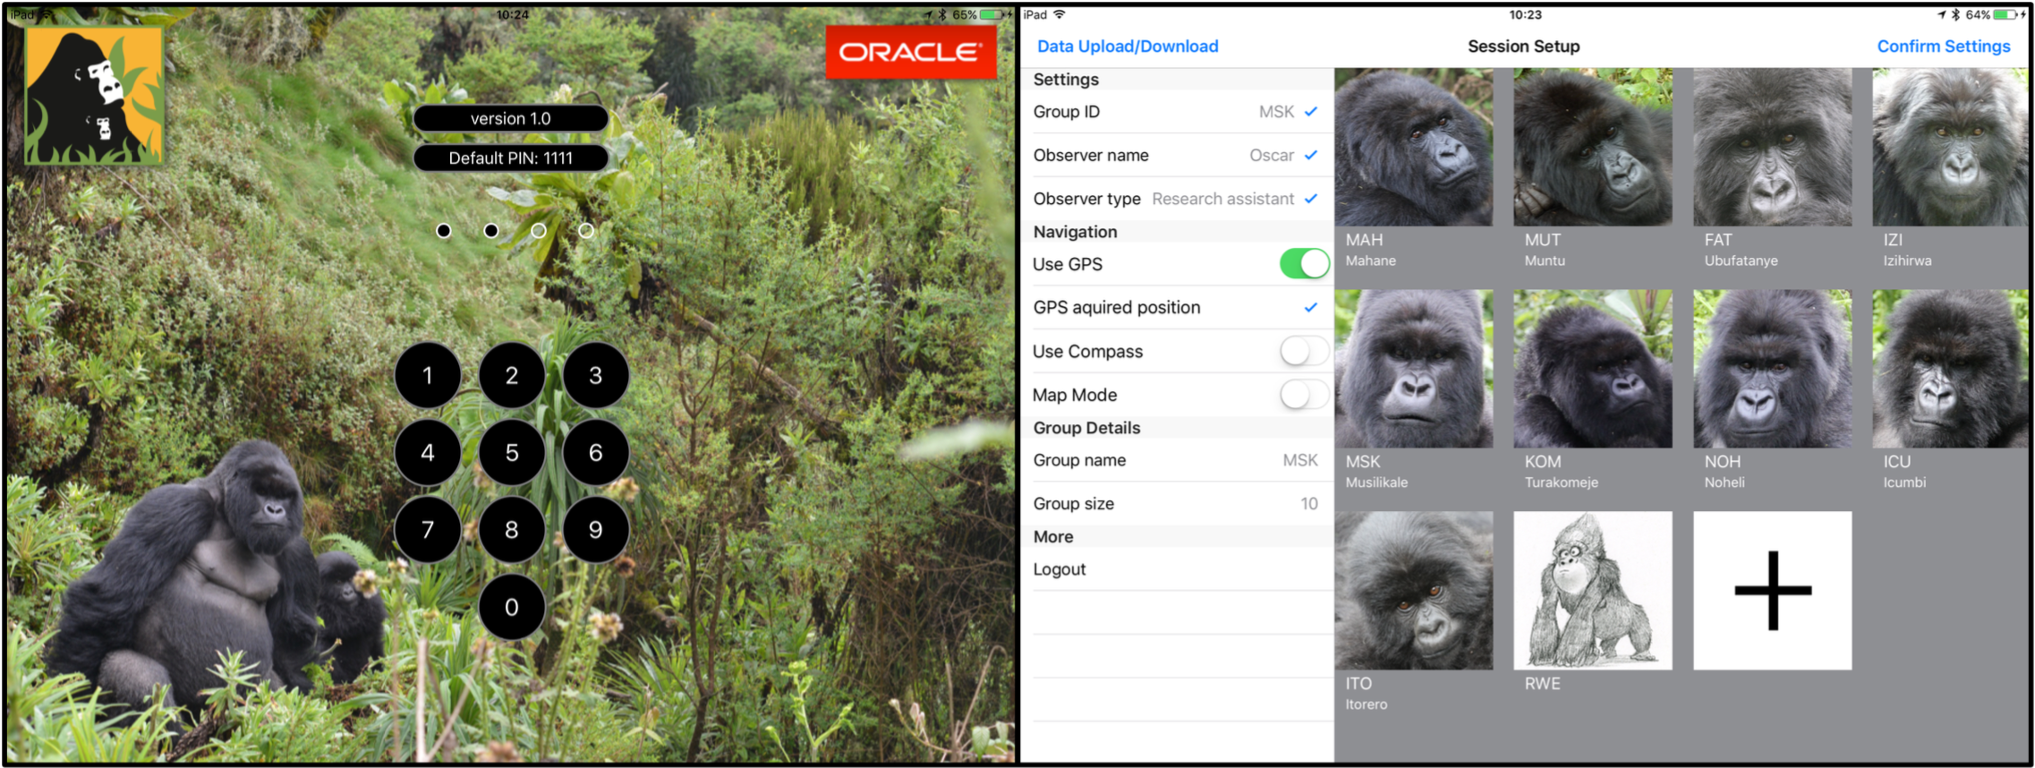 iPad
10:24
65%
ORACLE
version 1.0
Default PIN: 1111
1 2 3
4 5 6
7 8 9
0
iPad
10:23
64%
Data Upload/Download
Session Setup
Confirm Settings
Settings
Group ID MSK
Observer name Oscar
Observer type Research assistant
Navigation
Use GPS
GPS aquired position
Use Compass
Map Mode
Group Details
Group name MSK
Group size 10
More
Logout
MAH
Mahane
MUT
Muntu
FAT
Ubufatanye
IZI
Izihirwa
MSK
Musilikale
KOM
Turakomeje
NOH
Noheli
ICU
Icumbi
ITO
Itorero
RWE